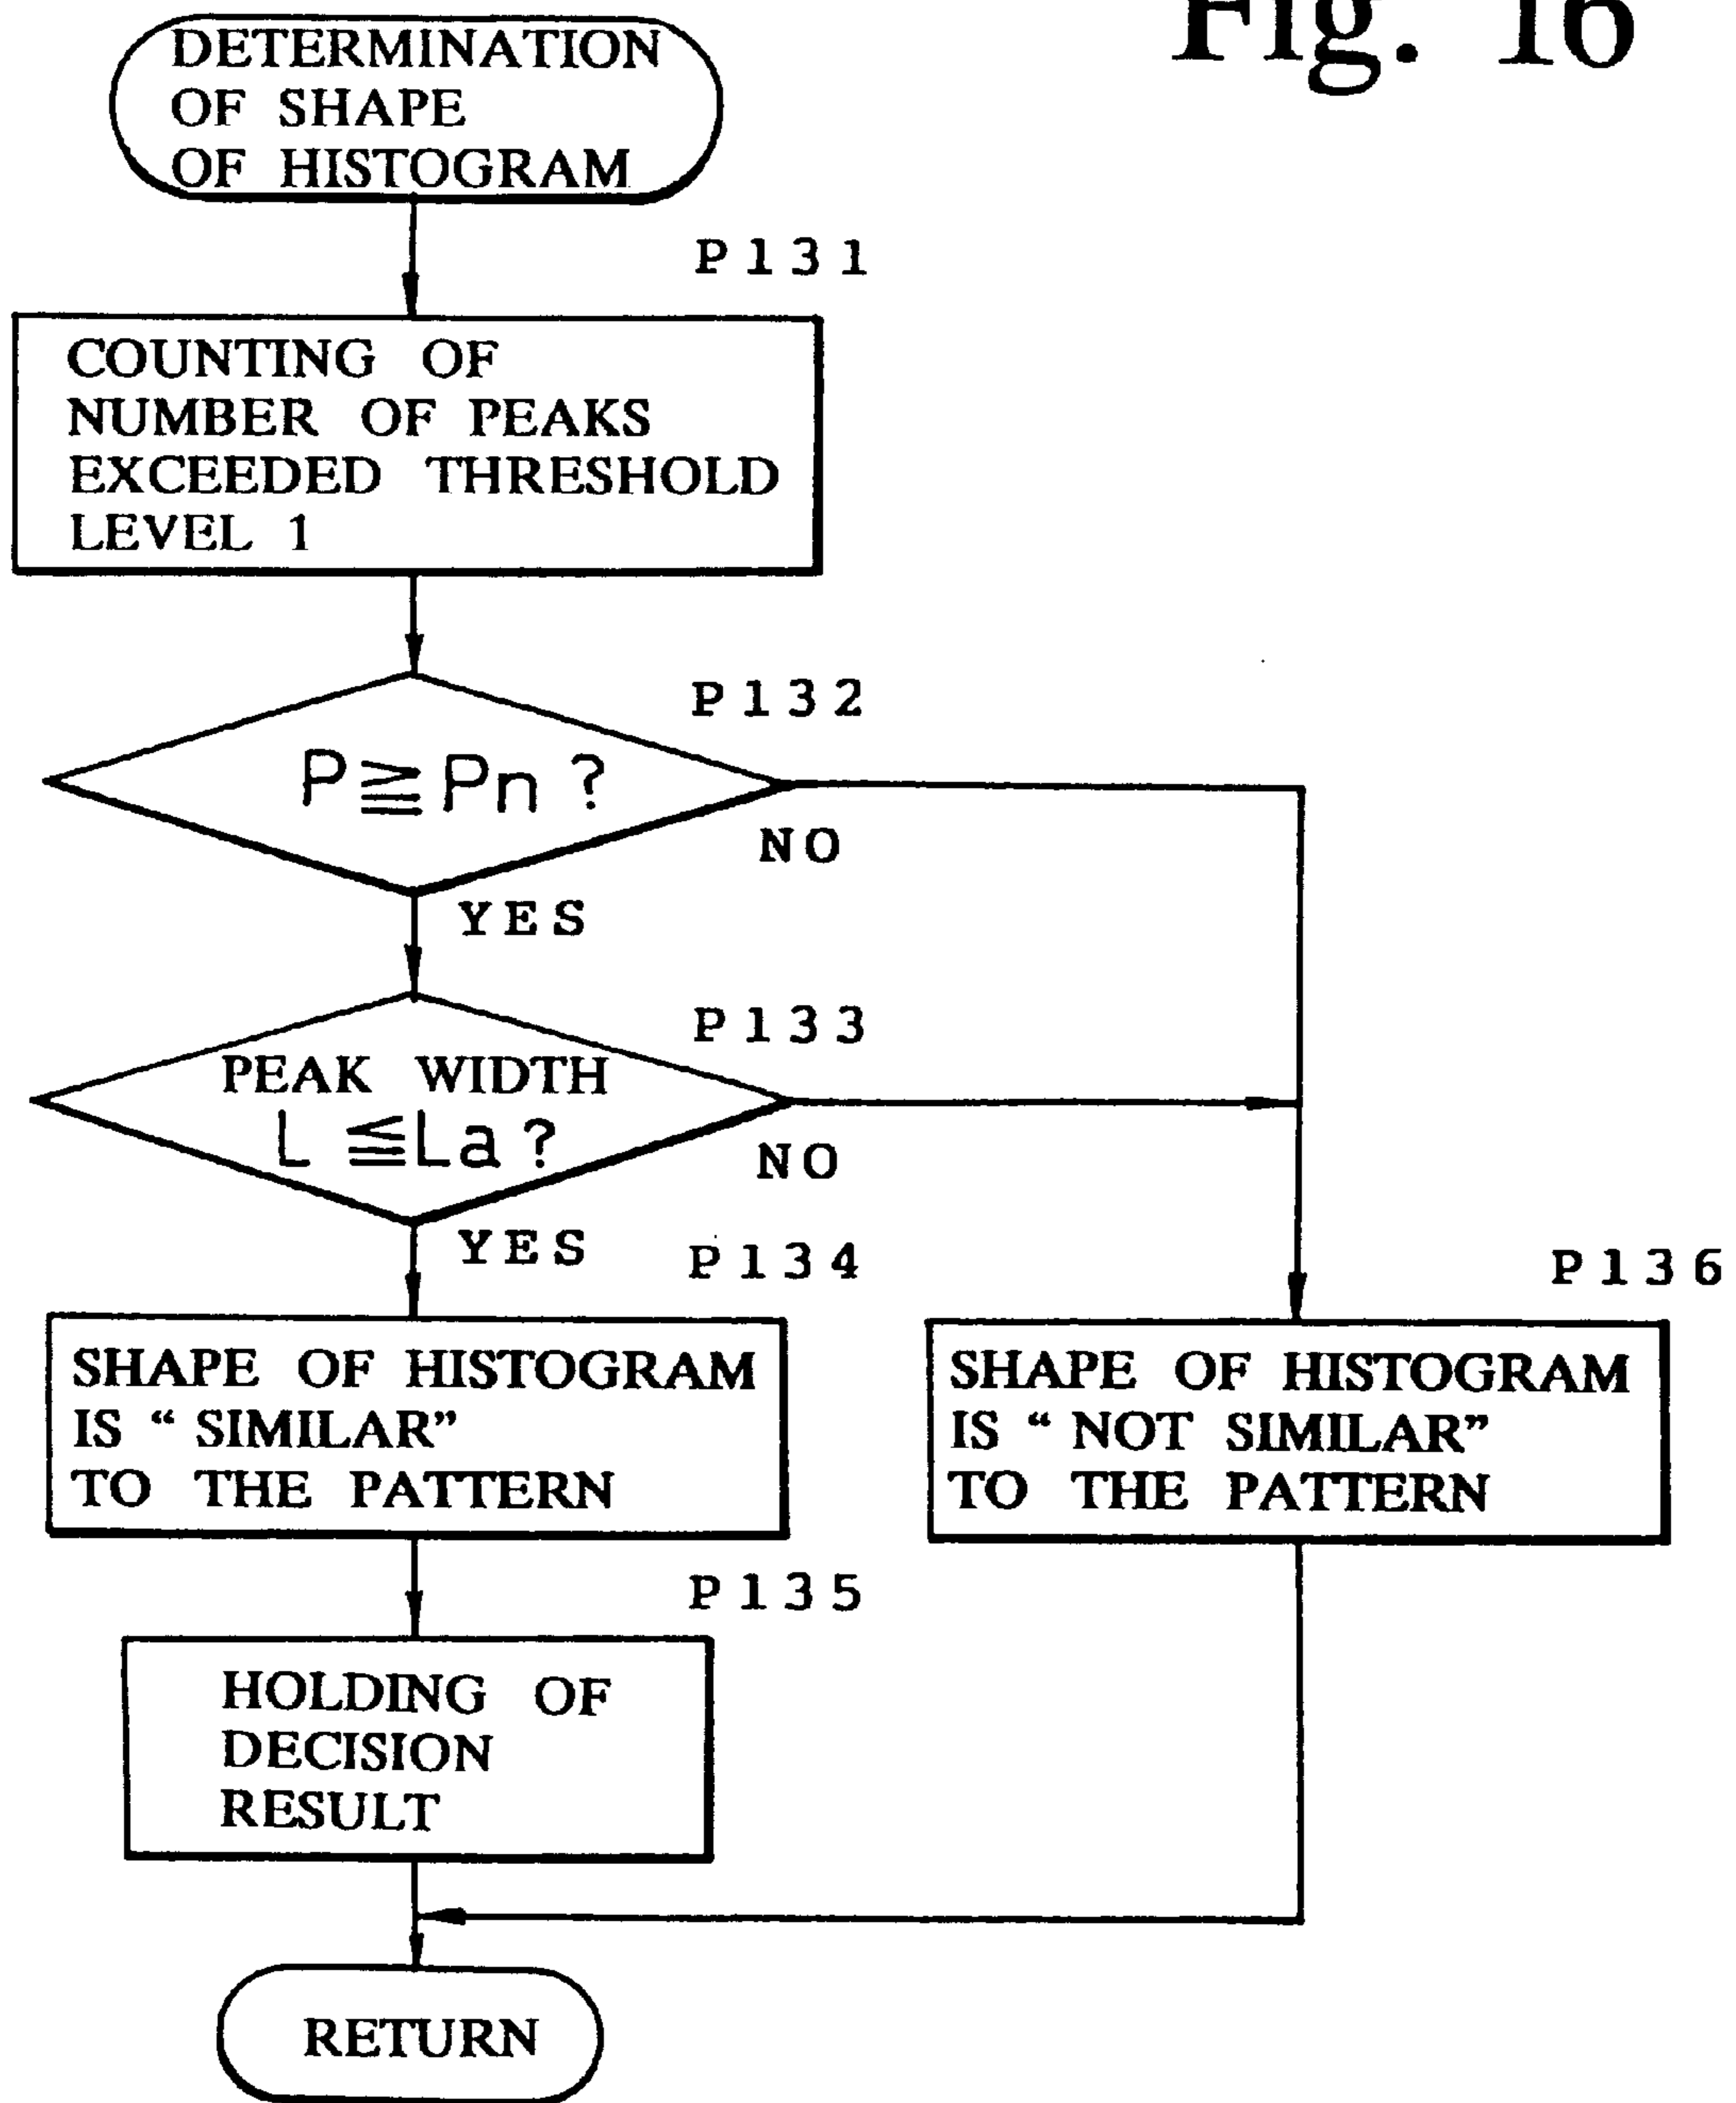 Fig. 16
DETERMINATION
OF SHAPE
OF HISTOGRAM
P131
COUNTING OF
NUMBER OF PEAKS
EXCEEDED THRESHOLD
LEVEL 1
P132
P≧Pn?
NO
YES
P133
PEAK WIDTH
L≦La?
NO
YES
P134
SHAPE OF HISTOGRAM
IS “SIMILAR”
TO THE PATTERN
P136
SHAPE OF HISTOGRAM
IS “NOT SIMILAR”
TO THE PATTERN
P135
HOLDING OF
DECISION
RESULT
RETURN